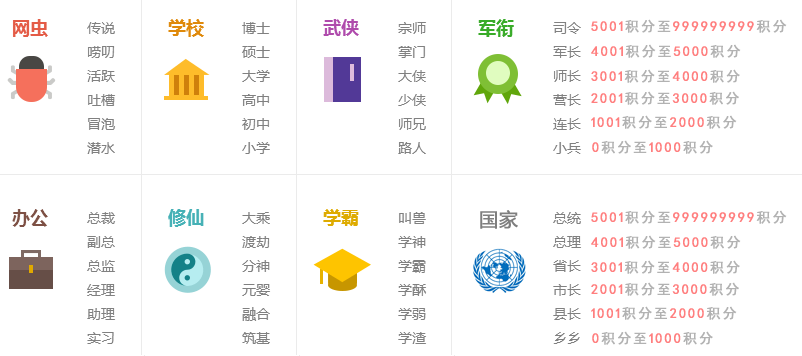 网虫 传说 学校 博士 武侠 宗师 军衔 司令 5001积分至999999999积分
唠叨 硕士 掌门 军长 4001积分至5000积分
活跃 大学 大侠 师长 3001积分至4000积分
吐槽 高中 少侠 营长 2001积分至3000积分
冒泡 初中 师兄 连长 1001积分至2000积分
潜水 小学 路人 小兵 0积分至1000积分
办公 总裁 修仙 大乘 学霸 叫兽 国家 总统 5001积分至999999999积分
副总 渡劫 学神 总理 4001积分至5000积分
总监 分神 学霸 省长 3001积分至4000积分
经理 元婴 学酥 市长 2001积分至3000积分
助理 融合 学弱 县长 1001积分至2000积分
实习 筑基 学渣 乡乡 0积分至1000积分